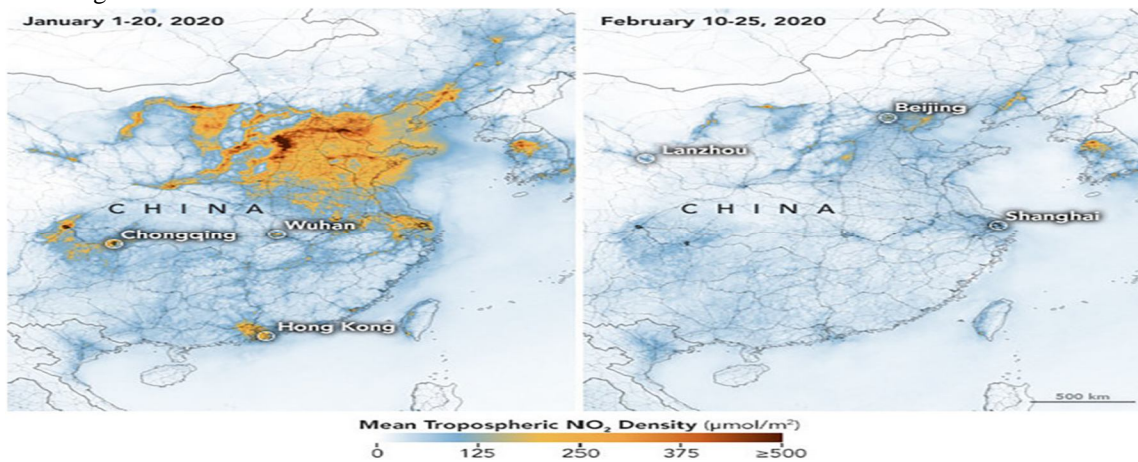 January 1-20, 2020
CHINA
Chongqing
Wuhan
Hong Kong
February 10-25, 2020
Beijing
Lanzhou
CHINA
Shanghai
500 km
Mean Tropospheric NO₂ Density (μmol/m²)
0 125 250 375 ≥500